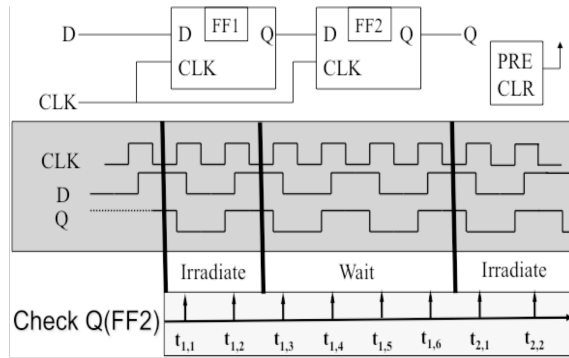 D D FF1 Q D FF2 Q Q
CLK CLK
PRE
CLR
CLK
CLK
D
Q
Irradiate Wait Irradiate
Check Q(FF2)
t1,1 t1,2 t1,3 t1,4 t1,5 t1,6 t2,1 t2,2